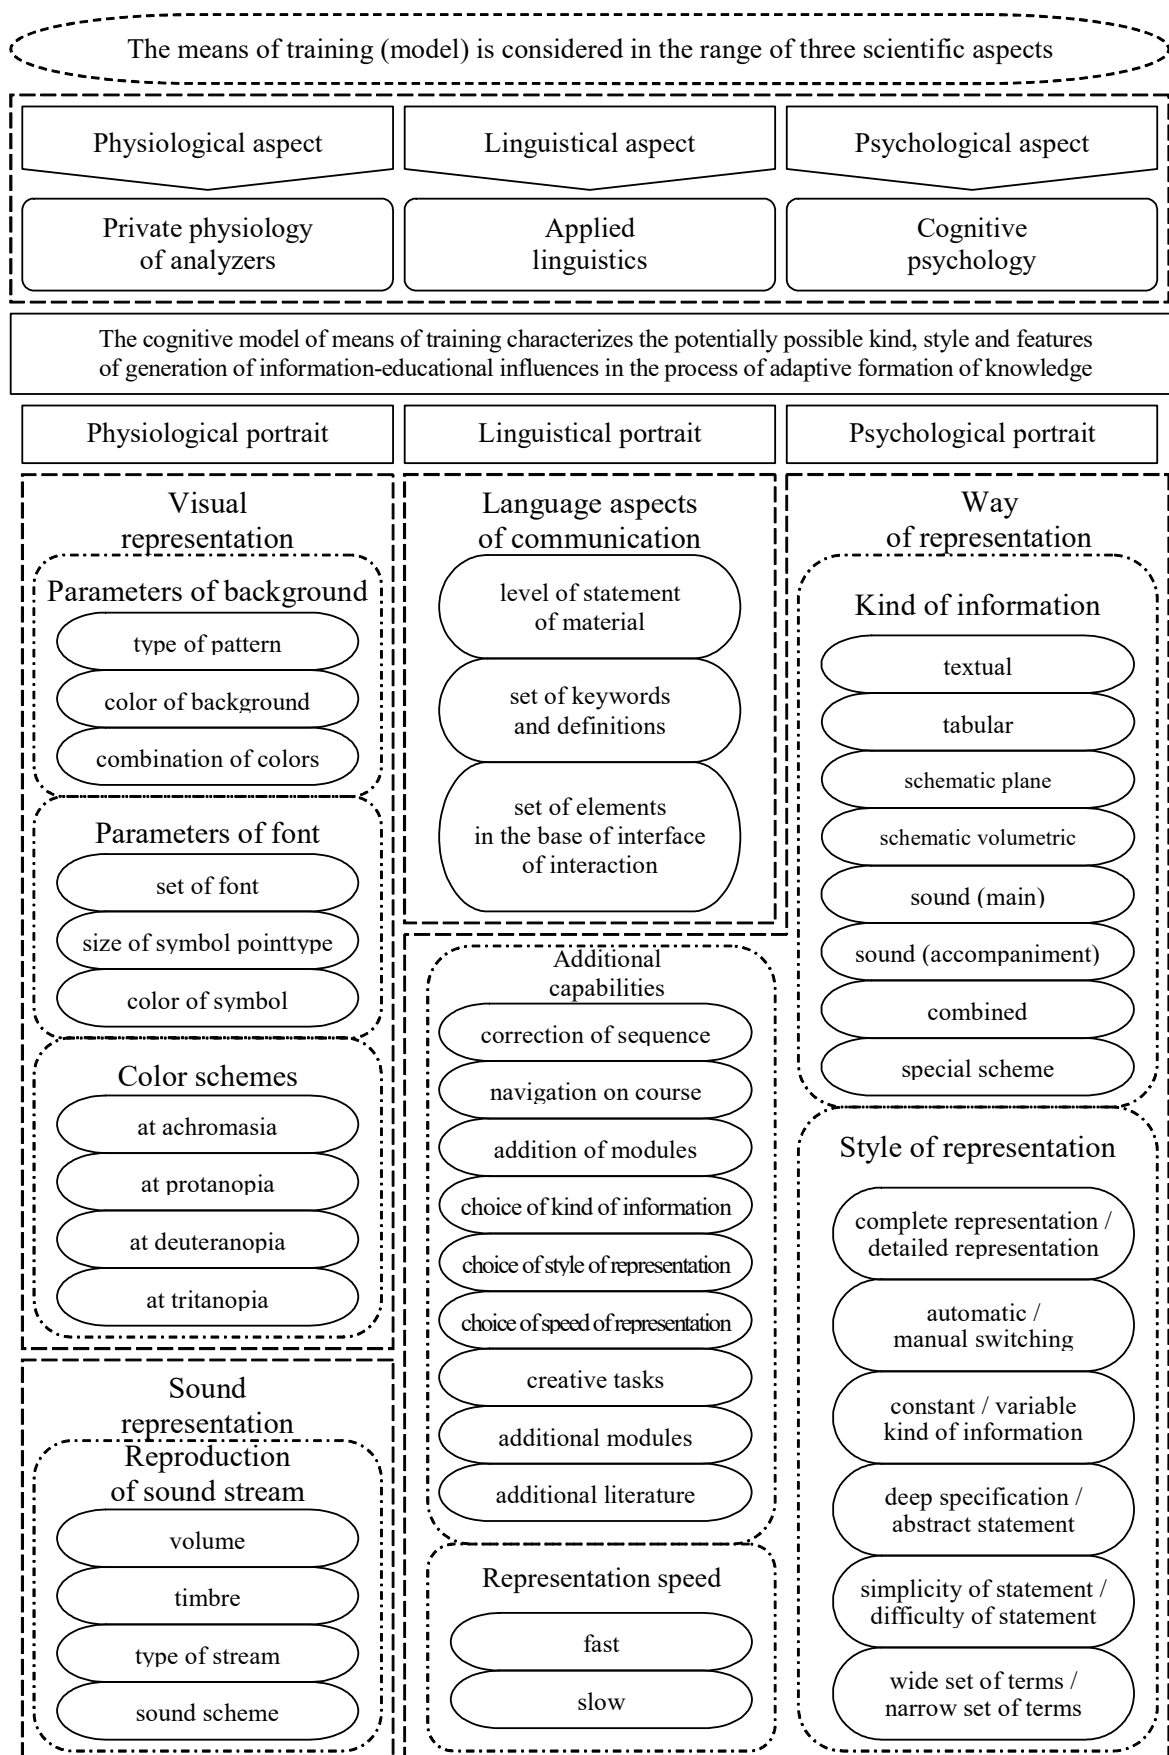 The means of training (model) is considered in the range of three scientific aspects
Physiological aspect
Linguistical aspect
Psychological aspect
Private physiology
of analyzers
Applied
linguistics
Cognitive
psychology
The cognitive model of means of training characterizes the potentially possible kind, style and features
of generation of information-educational influences in the process of adaptive formation of knowledge
Physiological portrait
Linguistical portrait
Psychological portrait
Visual
representation
Parameters of background
type of pattern
color of background
combination of colors
Parameters of font
set of font
size of symbol pointtype
color of symbol
Color schemes
at achromasia
at protanopia
at deuteranopia
at tritanopia
Sound
representation
Reproduction
of sound stream
volume
timbre
type of stream
sound scheme
Language aspects
of communication
level of statement
of material
set of keywords
and definitions
set of elements
in the base of interface
of interaction
Additional
capabilities
correction of sequence
navigation on course
addition of modules
choice of kind of information
choice of style of representation
choice of speed of representation
creative tasks
additional modules
additional literature
Representation speed
fast
slow
Way
of representation
Kind of information
textual
tabular
schematic plane
schematic volumetric
sound (main)
sound (accompaniment)
combined
special scheme
Style of representation
complete representation /
detailed representation
automatic /
manual switching
constant / variable
kind of information
deep specification /
abstract statement
simplicity of statement /
difficulty of statement
wide set of terms /
narrow set of terms